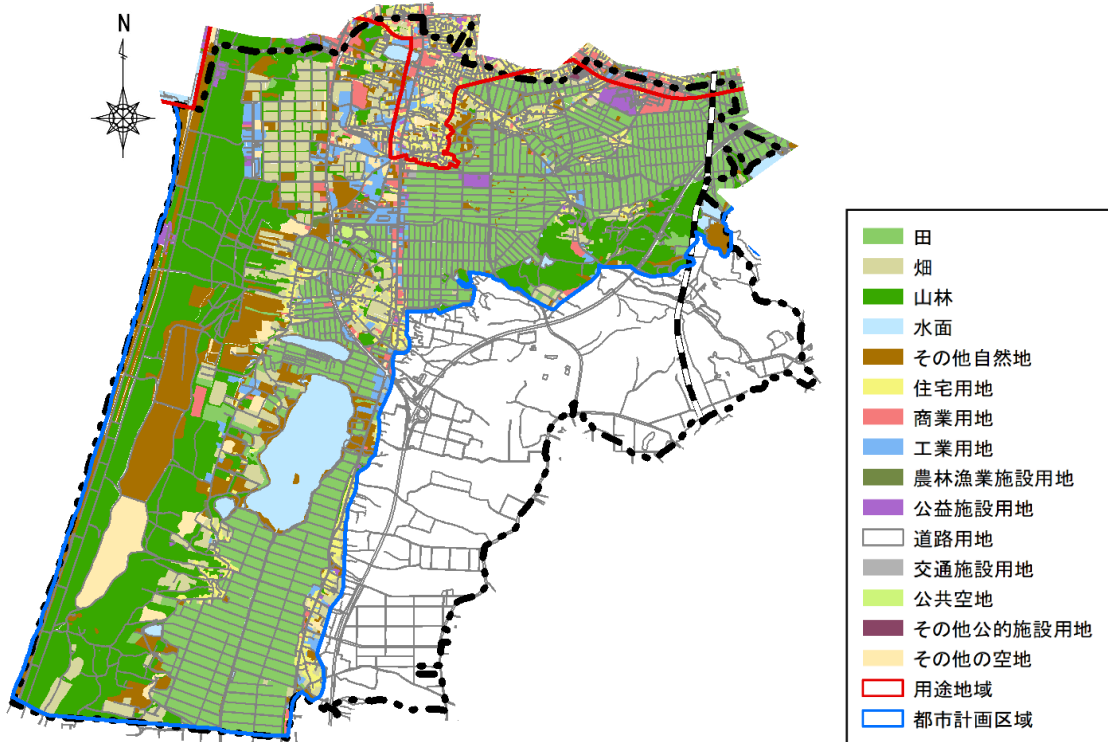 N
田
畑
山林
水面
その他自然地
住宅用地
商業用地
工業用地
農林漁業施設用地
公益施設用地
道路用地
交通施設用地
公共空地
その他公的施設用地
その他の空地
用途地域
都市計画区域